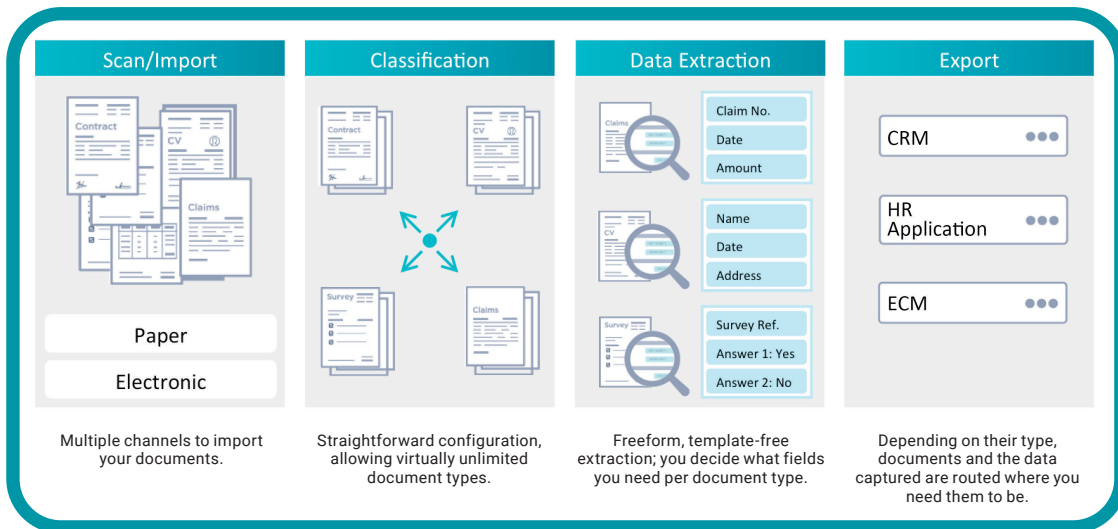 Scan/Import
Contract
CV
Claims
Paper
Electronic
Multiple channels to import
your documents.
Classification
Contract
CV
Survey
Claims
Straightforward configuration,
allowing virtually unlimited
document types.
Data Extraction
Claims
Claim No.
Date
Amount
CV
Name
Date
Address
Survey
Survey Ref.
Answer 1: Yes
Answer 2: No
Freeform, template-free
extraction; you decide what fields
you need per document type.
Export
CRM
HR
Application
ECM
Depending on their type,
documents and the data
captured are routed where you
need them to be.